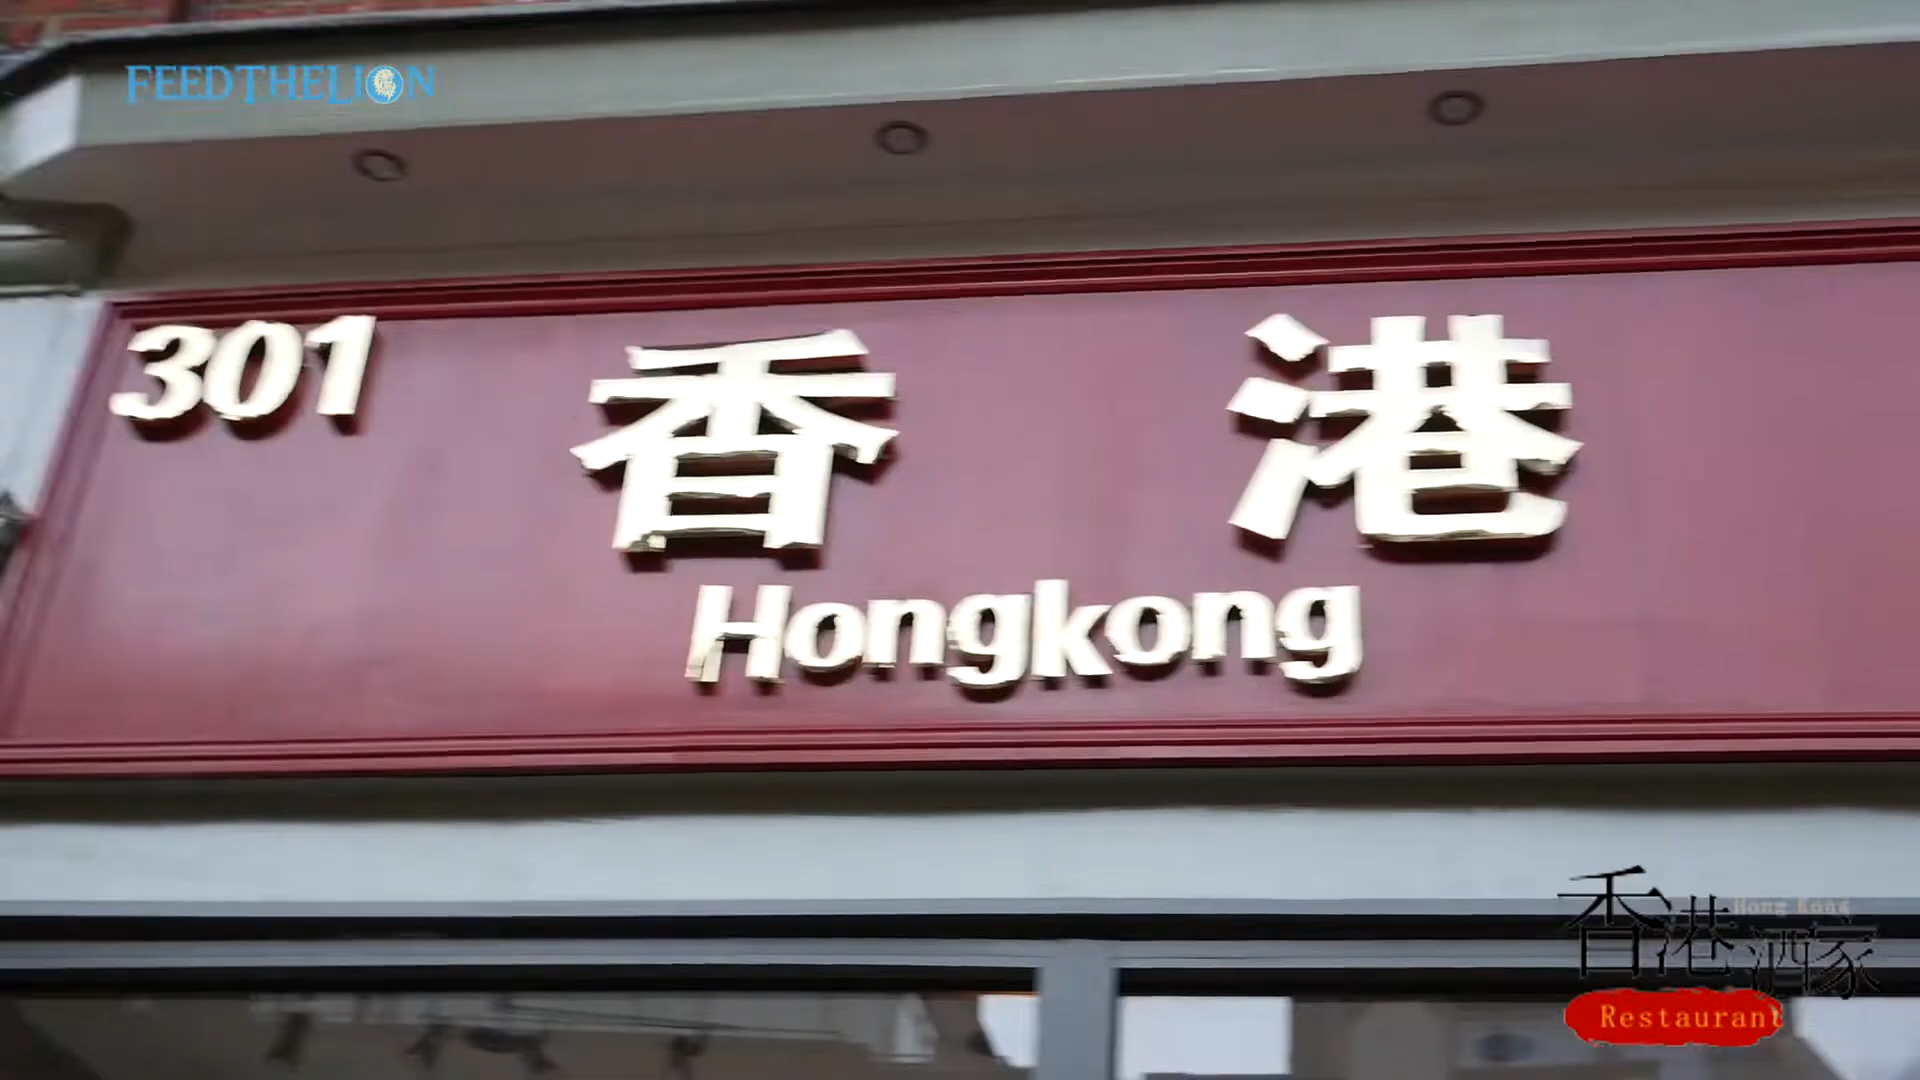 FEEDTHELION
301
香港
Hongkong
Hong Kong
香港酒家
Restaurant